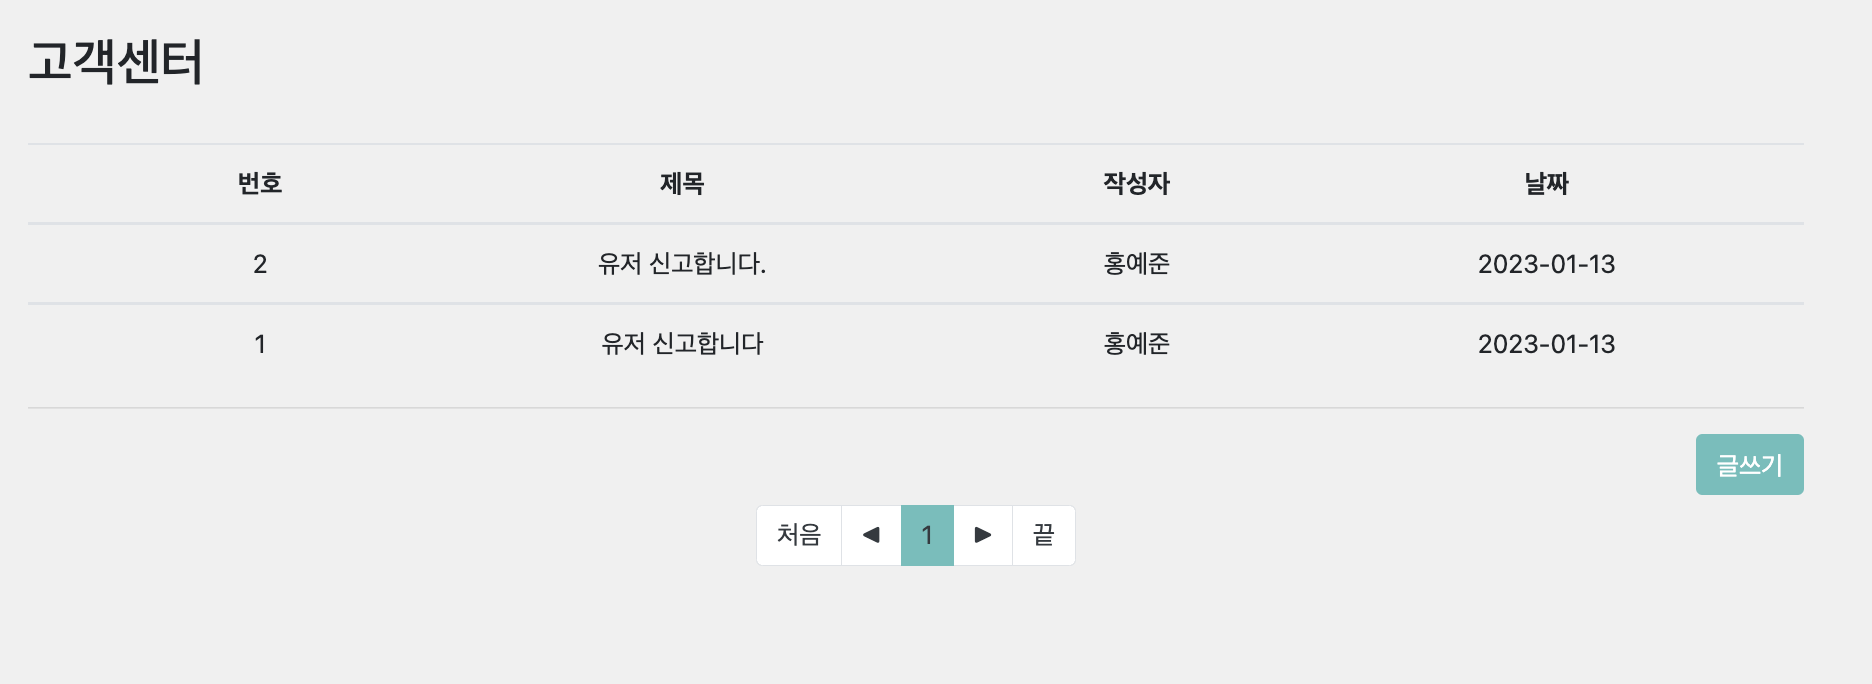 고객센터
번호 제목 작성자 날짜
2 유저 신고합니다. 홍예준 2023-01-13
1 유저 신고합니다 홍예준 2023-01-13
글쓰기
처음 ◀ 1 ▶ 끝